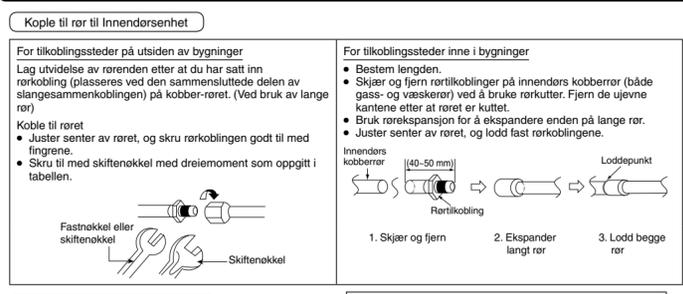 Kople til rør til Innendørsenhet
For tilkoblingssteder på utsiden av bygninger
Lag utvidelse av rørenden etter at du har satt inn
rørkobling (plasseres ved den sammensluttede delen av
slangesammenkoblingen) på kobber-røret. (Ved bruk av lange
rør)
Koble til røret
● Juster senter av røret, og skru rørkoblingen godt til med
fingrene.
● Skru til med skiftenøkkel med dreiemoment som oppgitt i
tabellen.
Fastnøkkel eller
skiftenøkkel
Skiftenøkkel
For tilkoblingssteder inne i bygninger
● Bestem lengden.
● Skjær og fjern rørtilkoblinger på innendørs kobberrør (både
gass- og væskerør) ved å bruke rørkutter. Fjern de ujevne
kantene etter at røret er kuttet.
● Bruk rørekspansjon for å ekspandere enden på lange rør.
● Juster senter av røret, og lodd fast rørkoblingene.
Innendørs
kobberrør
(40~50 mm)
Loddepunkt
Rørtilkobling
1. Skjær og fjern
2. Ekspander
langt rør
3. Lodd begge
rør